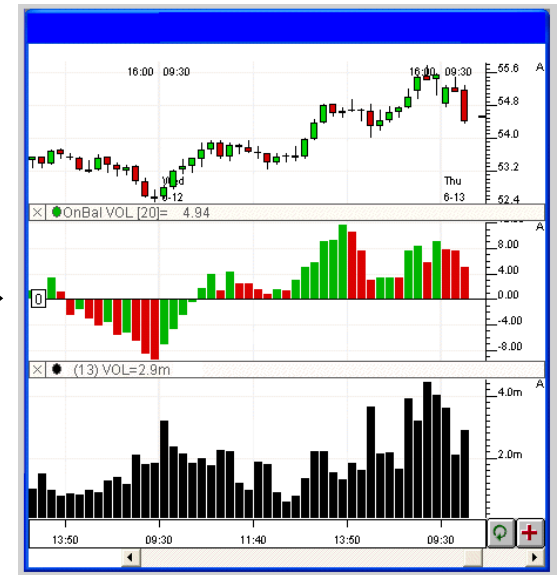 16:00 09:30 16:00 09:30 55.6 A
54.8
54.0
53.2
Wed Thu
6-12 6-13
52.4
OnBal VOL [20]= 4.94 A
8.00
4.00
0 0.00
-4.00
-8.00
(13) VOL=2.9m
4.0m A
2.0m
13:50 09:30 11:40 13:50 09:30